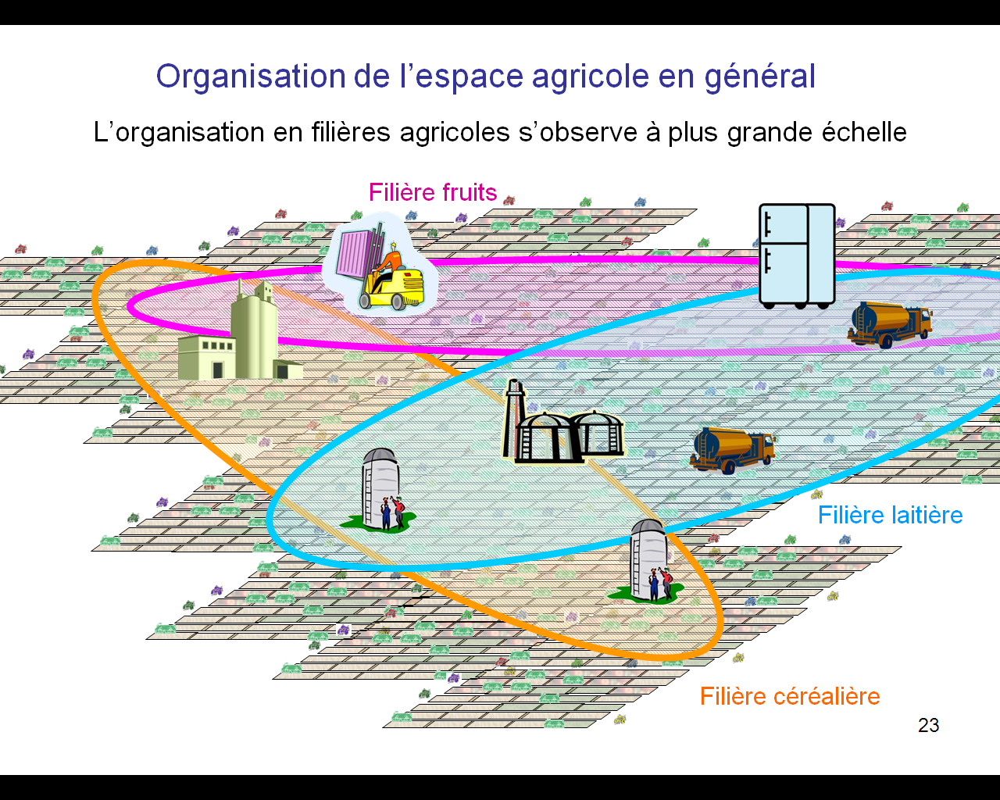 Organisation de l’espace agricole en général
L’organisation en filières agricoles s’observe à plus grande échelle
Filière fruits
Filière laitière
Filière céréalière
23